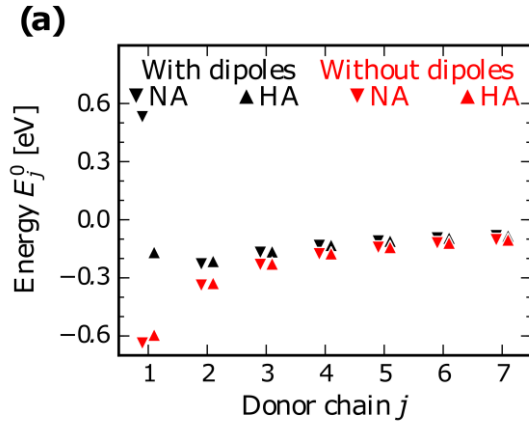 (a)
With dipoles Without dipoles
▼NA ▲HA ▼NA ▲HA
Energy E_j^0 [eV]
0.6
0.3
0.0
−0.3
−0.6
1 2 3 4 5 6 7
Donor chain j